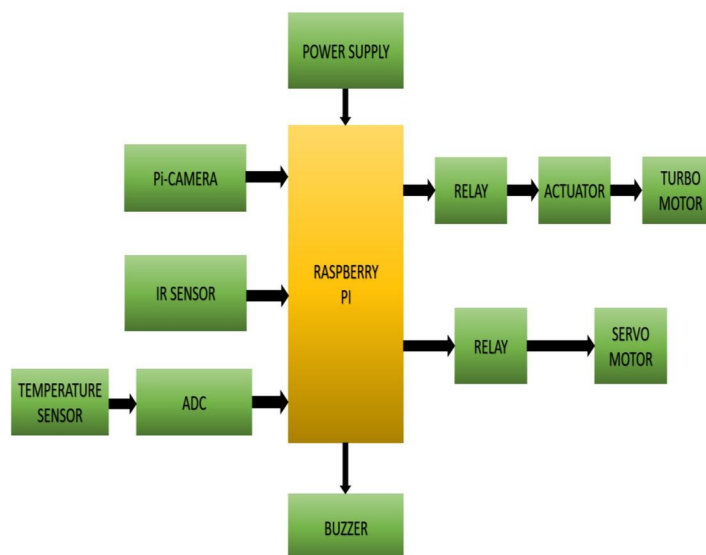 POWER SUPPLY
Pi-CAMERA
RELAY
ACTUATOR
TURBO
MOTOR
IR SENSOR
RASPBERRY
PI
RELAY
SERVO
MOTOR
TEMPERATURE
SENSOR
ADC
BUZZER